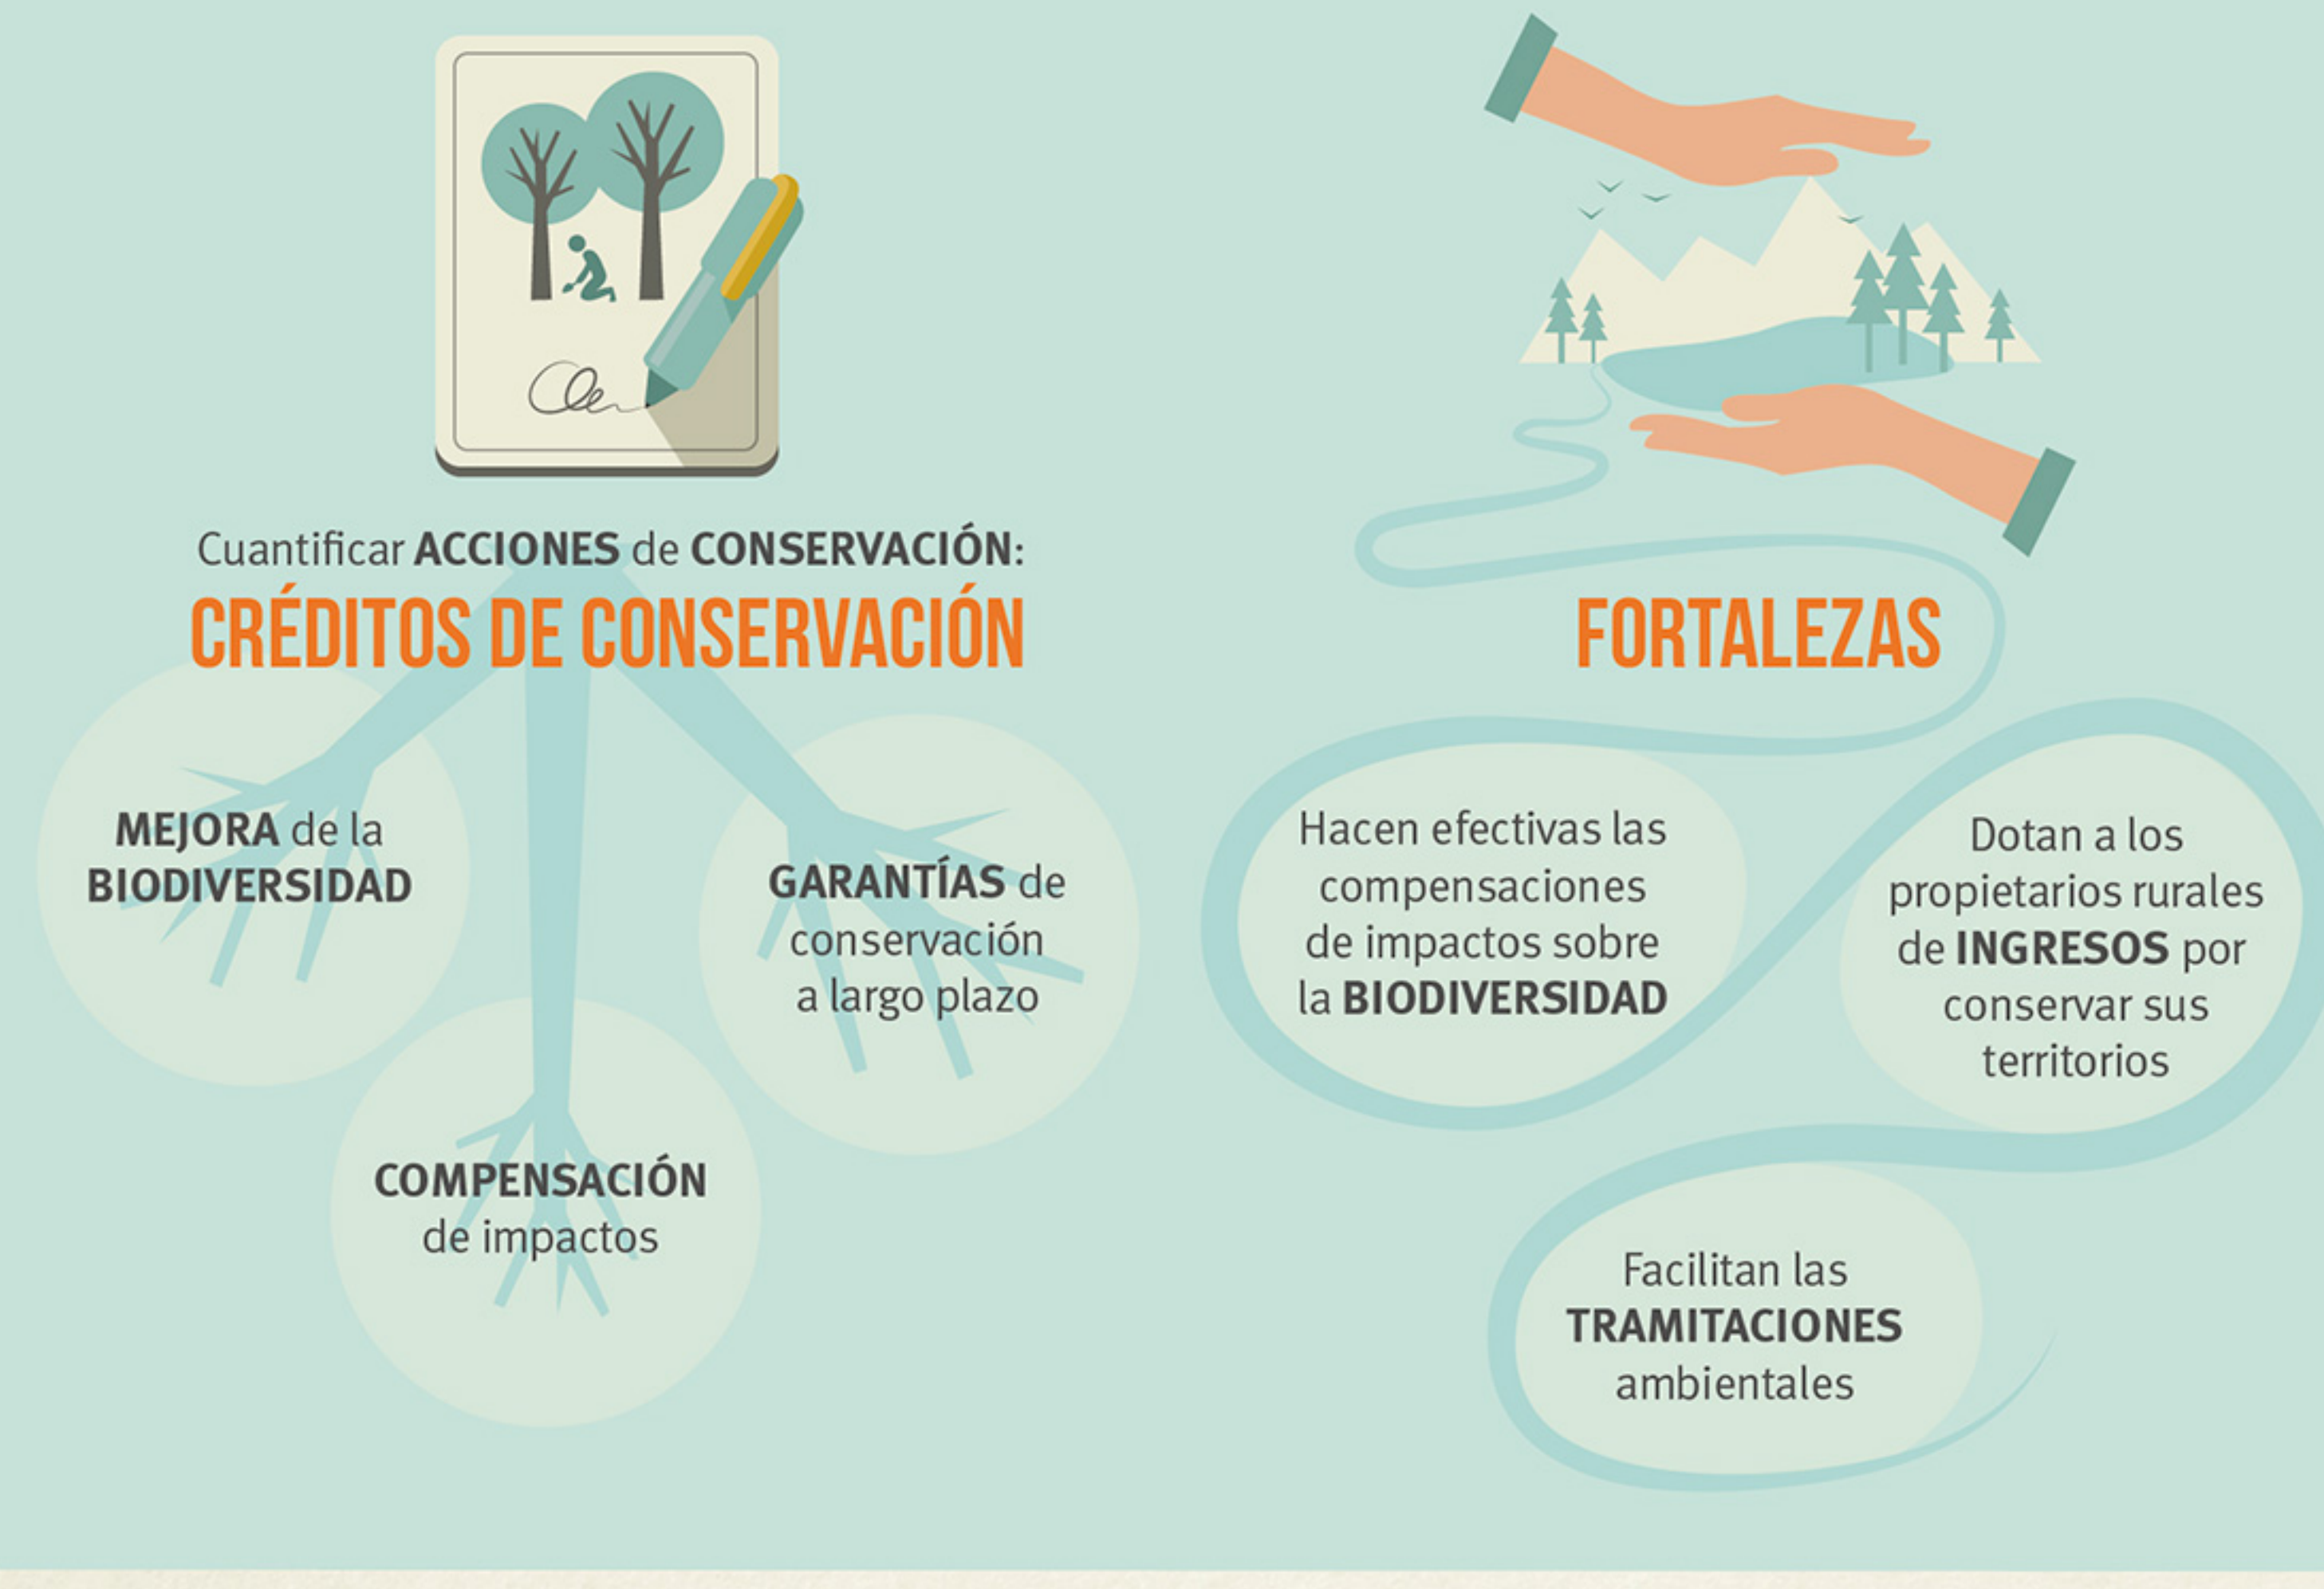 Cuantificar ACCIONES de CONSERVACIÓN:
CRÉDITOS DE CONSERVACIÓN
MEJORA de la
BIODIVERSIDAD
GARANTÍAS de
conservación
a largo plazo
COMPENSACIÓN
de impactos
FORTALEZAS
Hacen efectivas las
compensaciones
de impactos sobre
la BIODIVERSIDAD
Dotan a los
propietarios rurales
de INGRESOS por
conservar sus
territorios
Facilitan las
TRAMITACIONES
ambientales